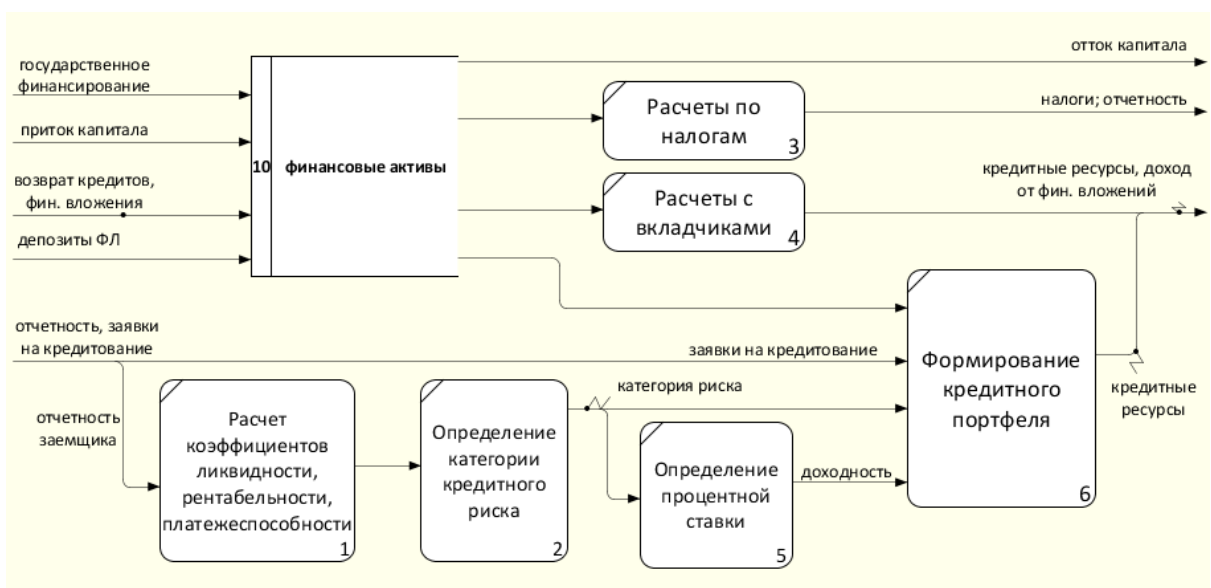 отток капитала
государственное
финансирование
приток капитала
возврат кредитов,
фин. вложения
депозиты ФЛ
10
финансовые активы
Расчеты по
налогам
3
налоги; отчетность
Расчеты с
вкладчиками
4
кредитные ресурсы, доход
от фин. вложений
отчетность, заявки
на кредитование
заявки на кредитование
отчетность
заемщика
Расчет
коэффициентов
ликвидности,
рентабельности,
платежеспособности
1
Определение
категории
кредитного
риска
2
категория риска
Определение
процентной
ставки
5
доходность
Формирование
кредитного
портфеля
6
кредитные
ресурсы